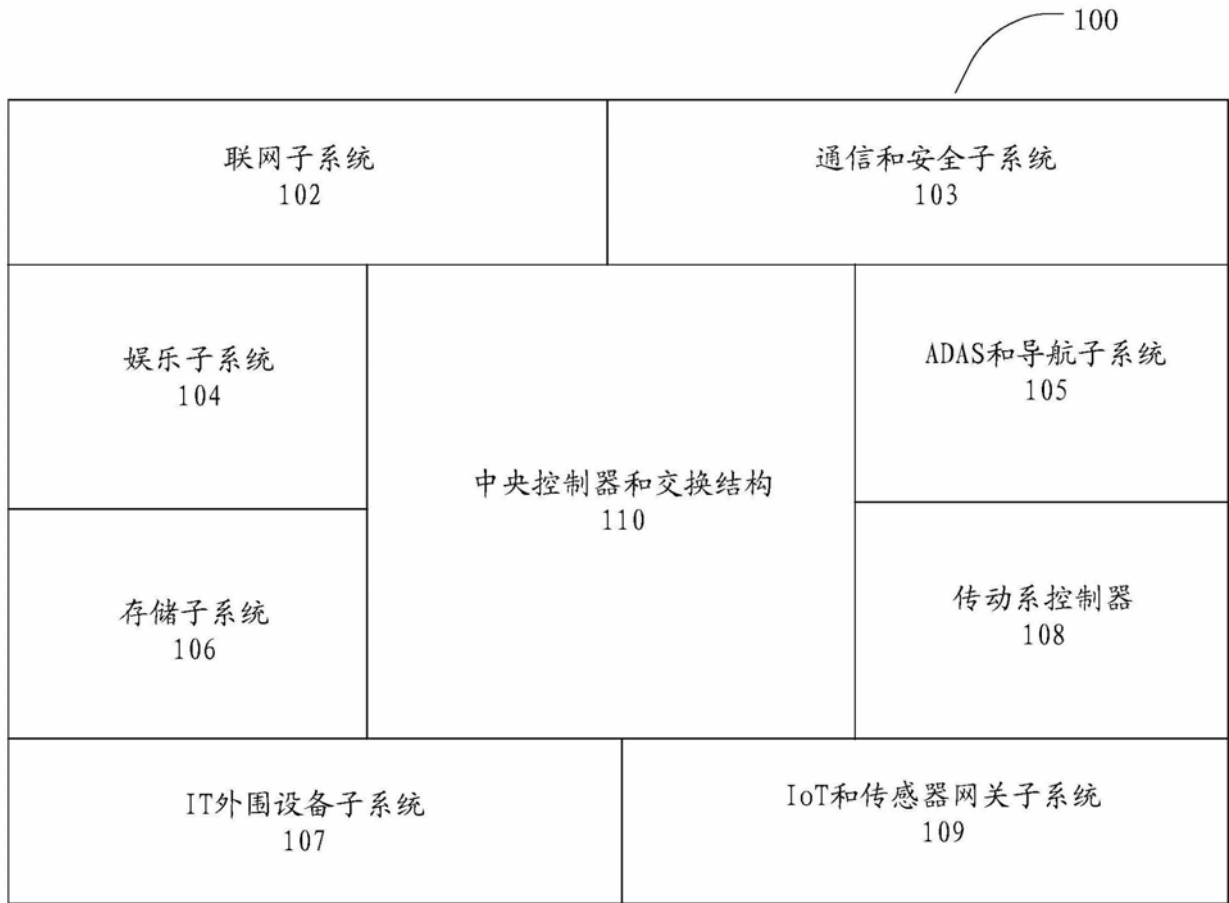 100
联网子系统
102
通信和安全子系统
103
娱乐子系统
104
ADAS和导航子系统
105
中央控制器和交换结构
110
存储子系统
106
传动系控制器
108
IT外围设备子系统
107
IoT和传感器网关子系统
109